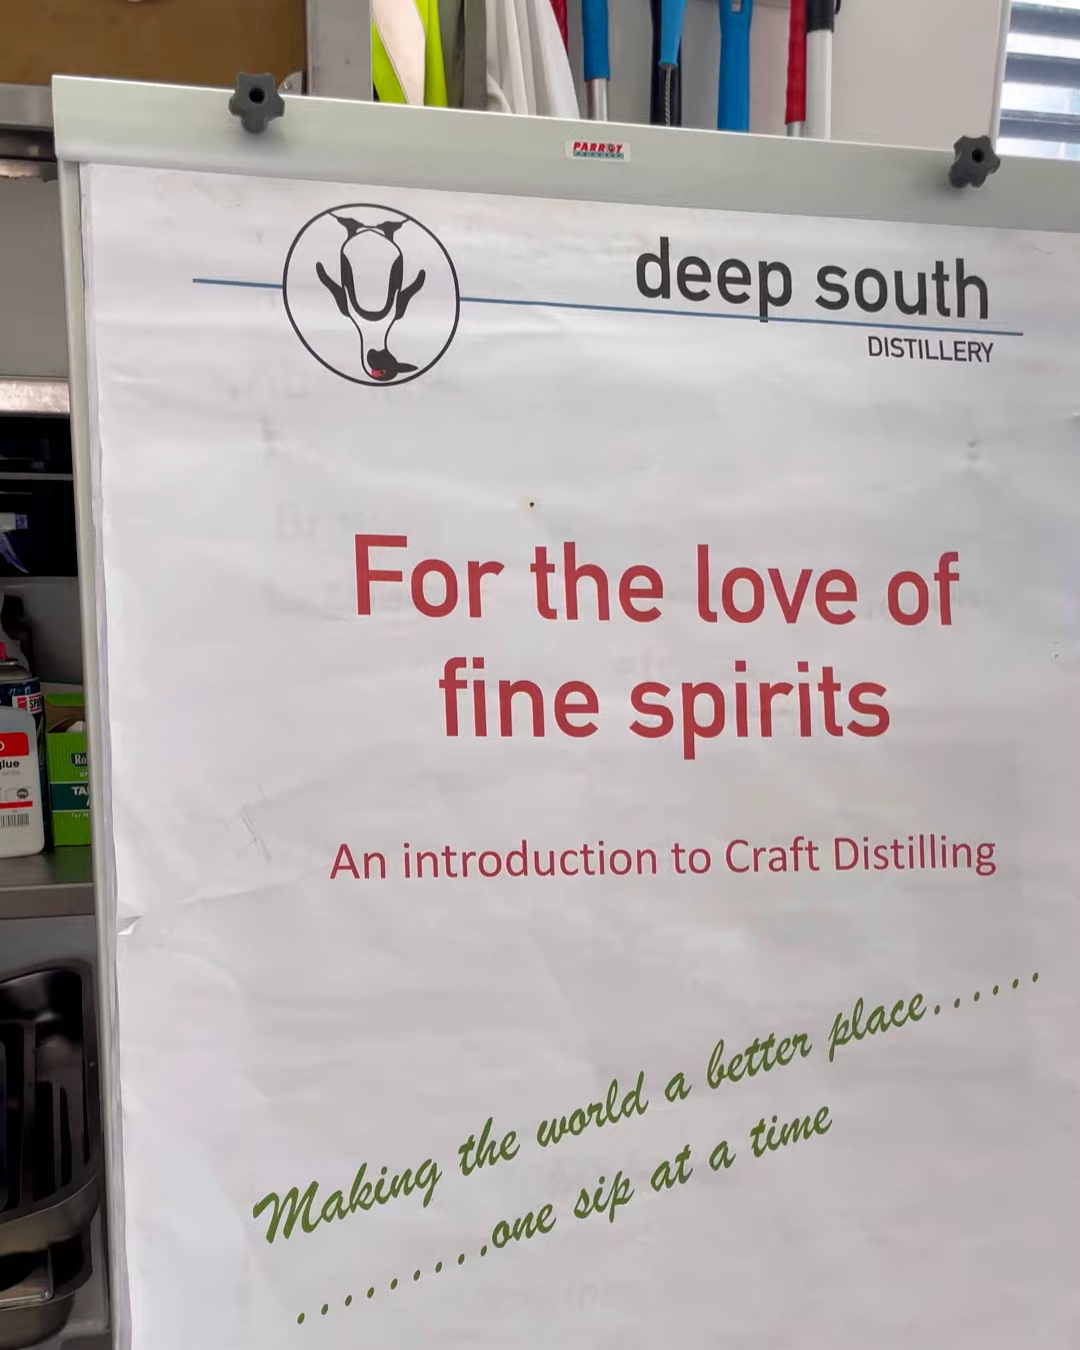 PARROT
deep south
DISTILLERY
For the love of
fine spirits
An introduction to Craft Distilling
Making the world a better place......
.........one sip at a time
glue